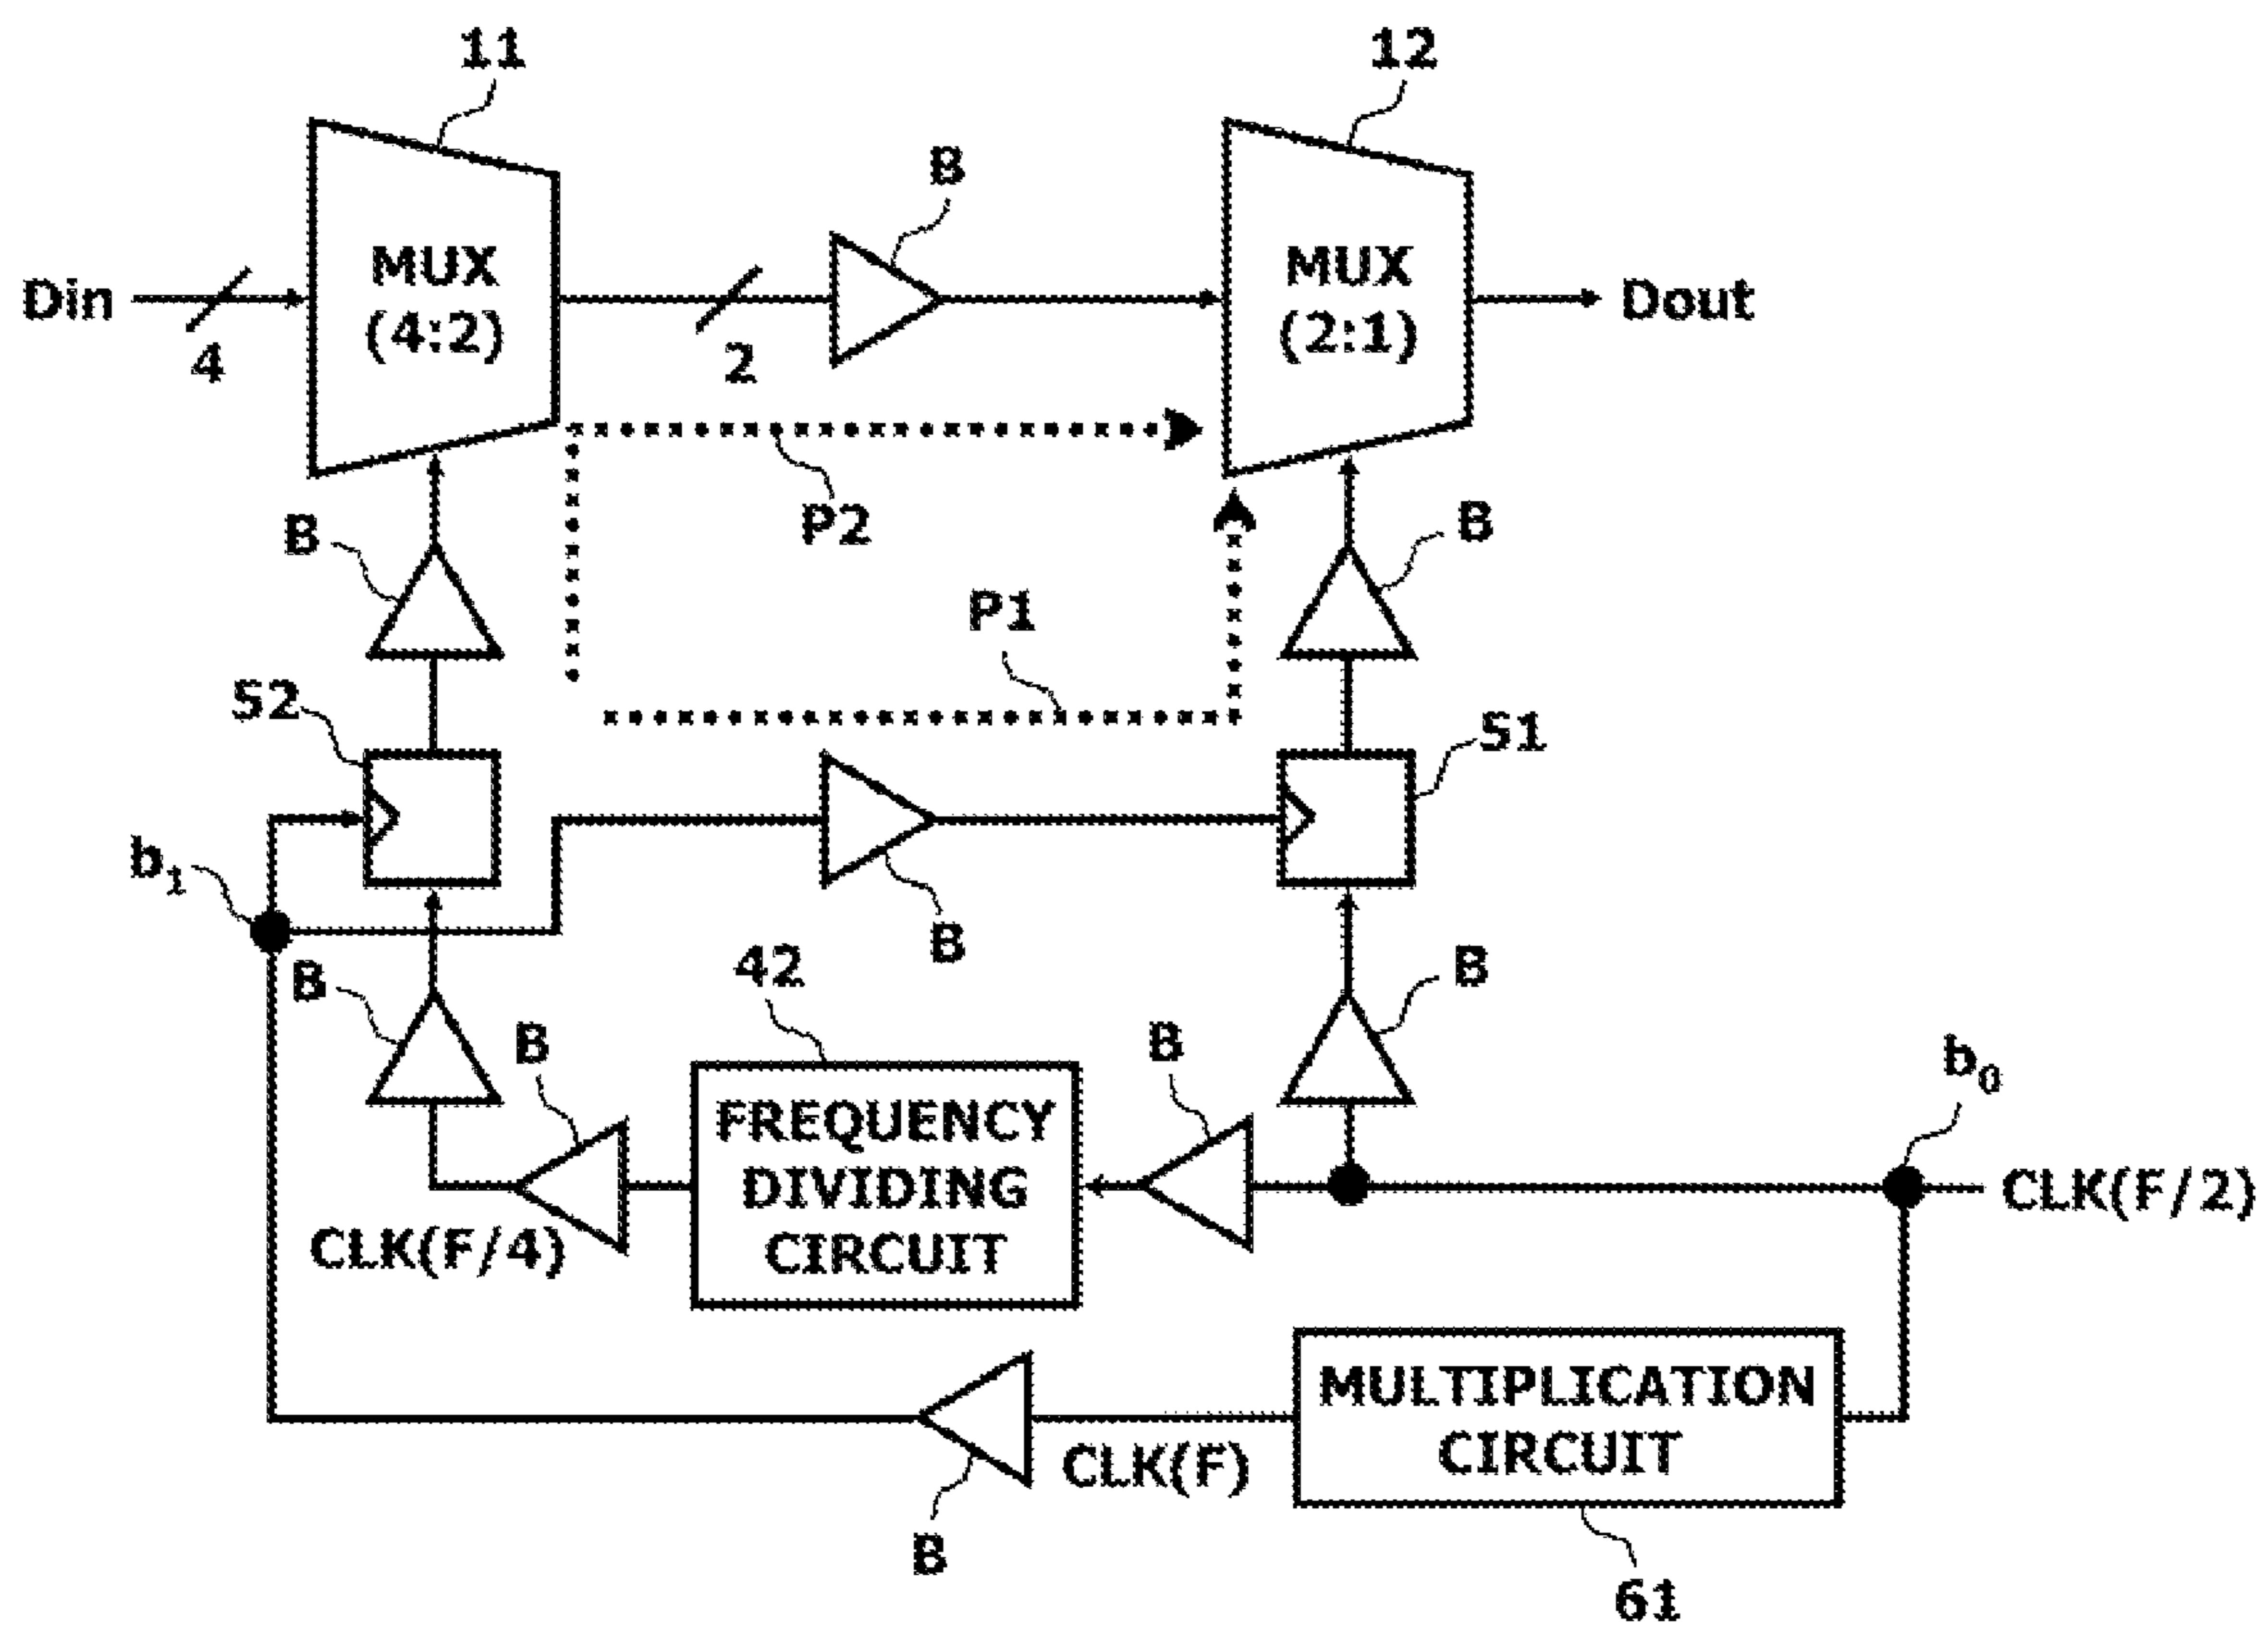 11
12
B
MUX
(4:2)
MUX
(2:1)
Din
Dout
4
2
P2
B
B
P1
52
51
b1
B
42
B
B
B
B
b0
FREQUENCY
DIVIDING
CIRCUIT
CLK(F/2)
CLK(F/4)
MULTIPLICATION
CIRCUIT
CLK(F)
B
61